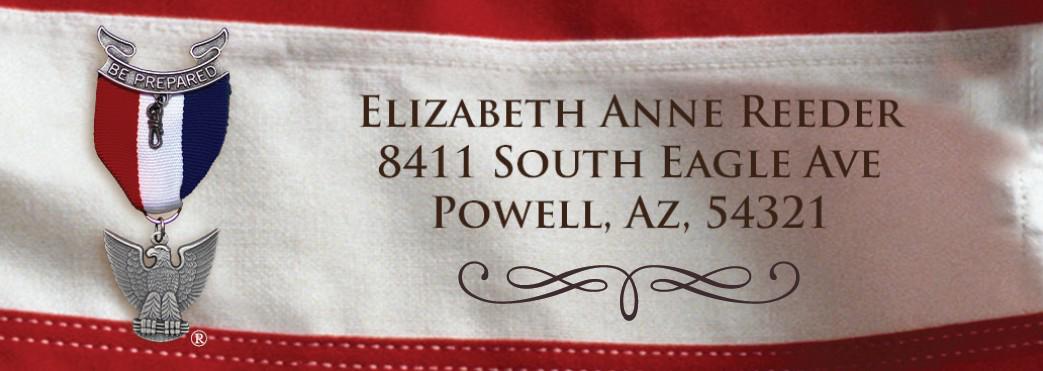 BE PREPARED
ELIZABETH ANNE REEDER
8411 SOUTH EAGLE AVE
POWELL, AZ, 54321
®